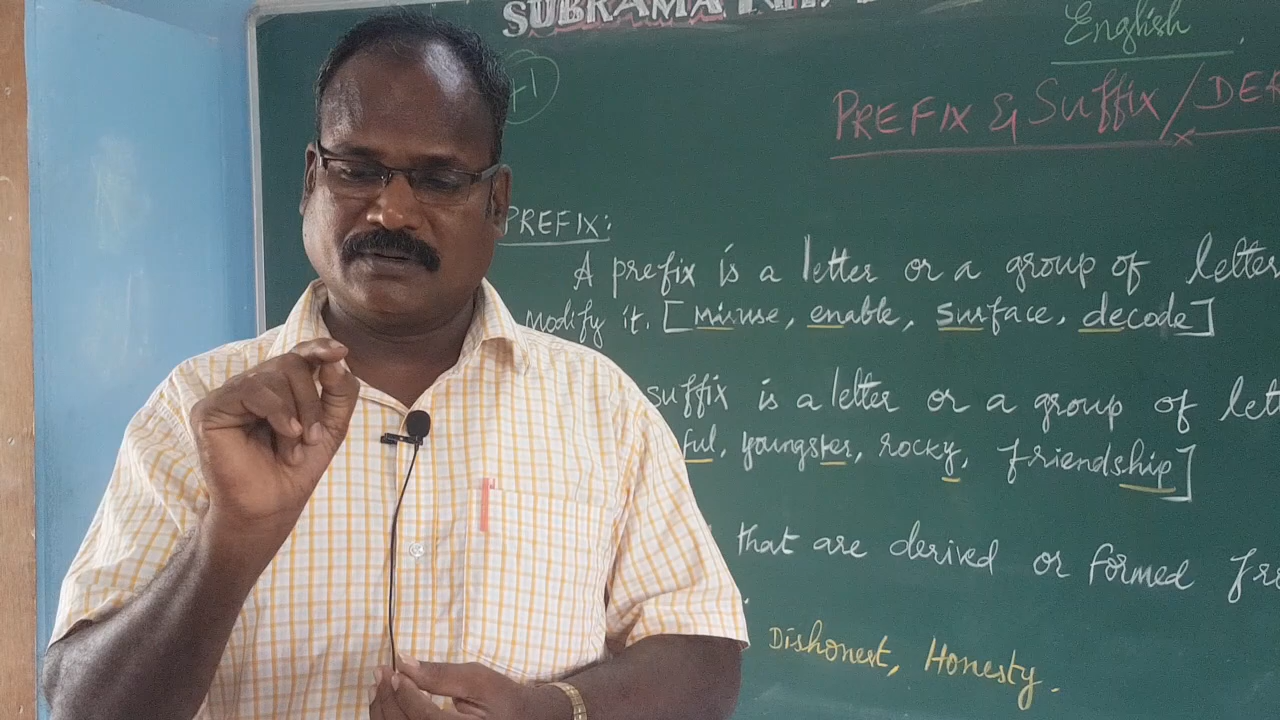 SUBRAMA
English
+1
PREFIX & SUFFIX / DER
PREFIX:
A prefix is a letter or a group of letter
modify it. [misuse, enable, surface, decode]
suffix is a letter or a group of let
ful, youngster, rocky, friendship]
that are derived or formed fr
Dishonest, Honesty.